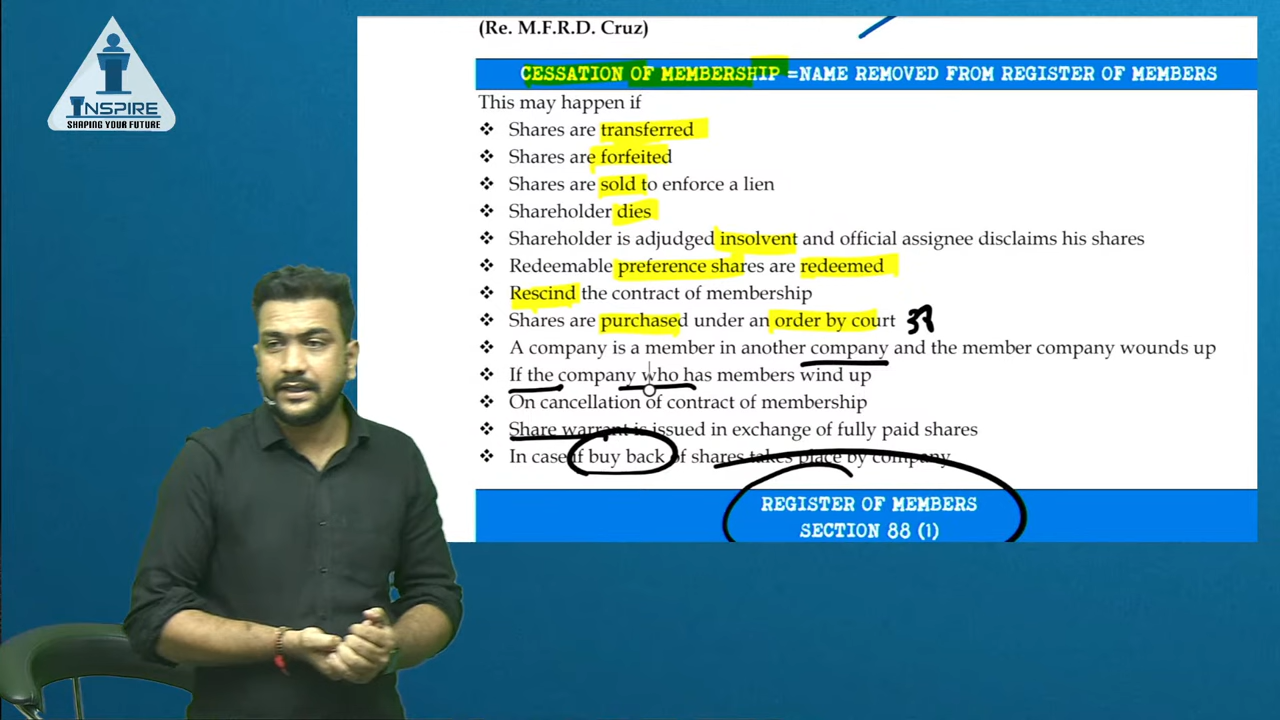 INSPIRE
SHAPING YOUR FUTURE
(Re. M.F.R.D. Cruz)
CESSATION OF MEMBERSHIP =NAME REMOVED FROM REGISTER OF MEMBERS
This may happen if
❖ Shares are transferred
❖ Shares are forfeited
❖ Shares are sold to enforce a lien
❖ Shareholder dies
❖ Shareholder is adjudged insolvent and official assignee disclaims his shares
❖ Redeemable preference shares are redeemed
❖ Rescind the contract of membership
❖ Shares are purchased under an order by court
❖ A company is a member in another company and the member company wounds up
❖ If the company who has members wind up
❖ On cancellation of contract of membership
❖ Share warrant is issued in exchange of fully paid shares
❖ In case if buy back of shares takes place by company
REGISTER OF MEMBERS
SECTION 88 (1)